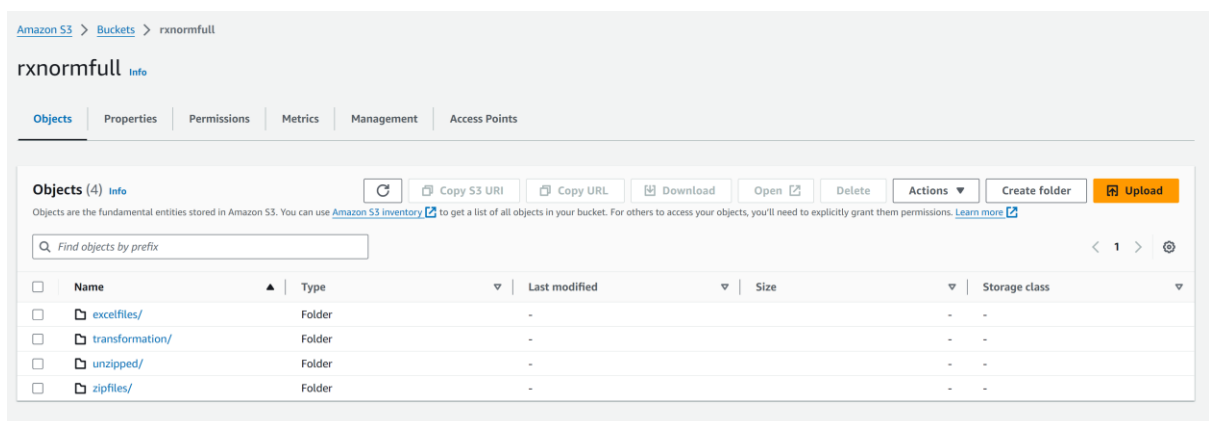 Amazon S3 > Buckets > rxnormfull
rxnormfull Info
Objects Properties Permissions Metrics Management Access Points
Objects (4) Info Copy S3 URI Copy URL Download Open Delete Actions ▼ Create folder Upload
Objects are the fundamental entities stored in Amazon S3. You can use Amazon S3 inventory to get a list of all objects in your bucket. For others to access your objects, you'll need to explicitly grant them permissions. Learn more
Find objects by prefix < 1 >
Name ▲ Type Last modified Size Storage class
excelfiles/ Folder - - -
transformation/ Folder - - -
unzipped/ Folder - - -
zipfiles/ Folder - - -